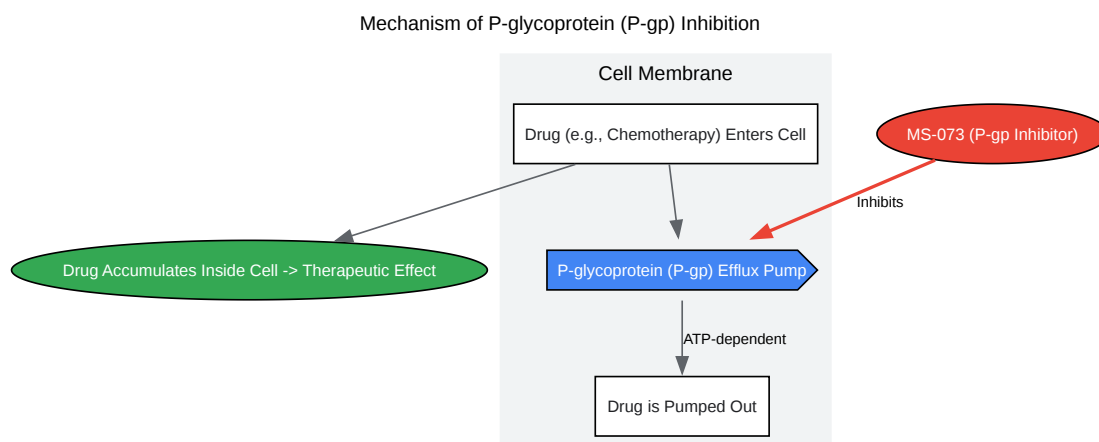 Mechanism of P-glycoprotein (P-gp) Inhibition
Cell Membrane
Drug (e.g., Chemotherapy) Enters Cell
MS-073 (P-gp Inhibitor)
Inhibits
Drug Accumulates Inside Cell -> Therapeutic Effect
P-glycoprotein (P-gp) Efflux Pump
ATP-dependent
Drug is Pumped Out